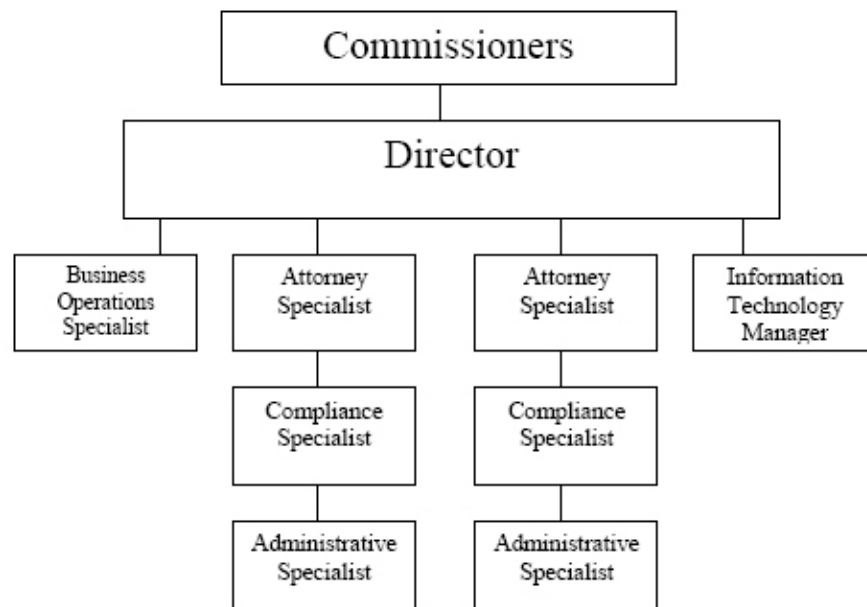 Commissioners
Director
Business
Operations
Specialist
Attorney
Specialist
Attorney
Specialist
Information
Technology
Manager
Compliance
Specialist
Compliance
Specialist
Administrative
Specialist
Administrative
Specialist